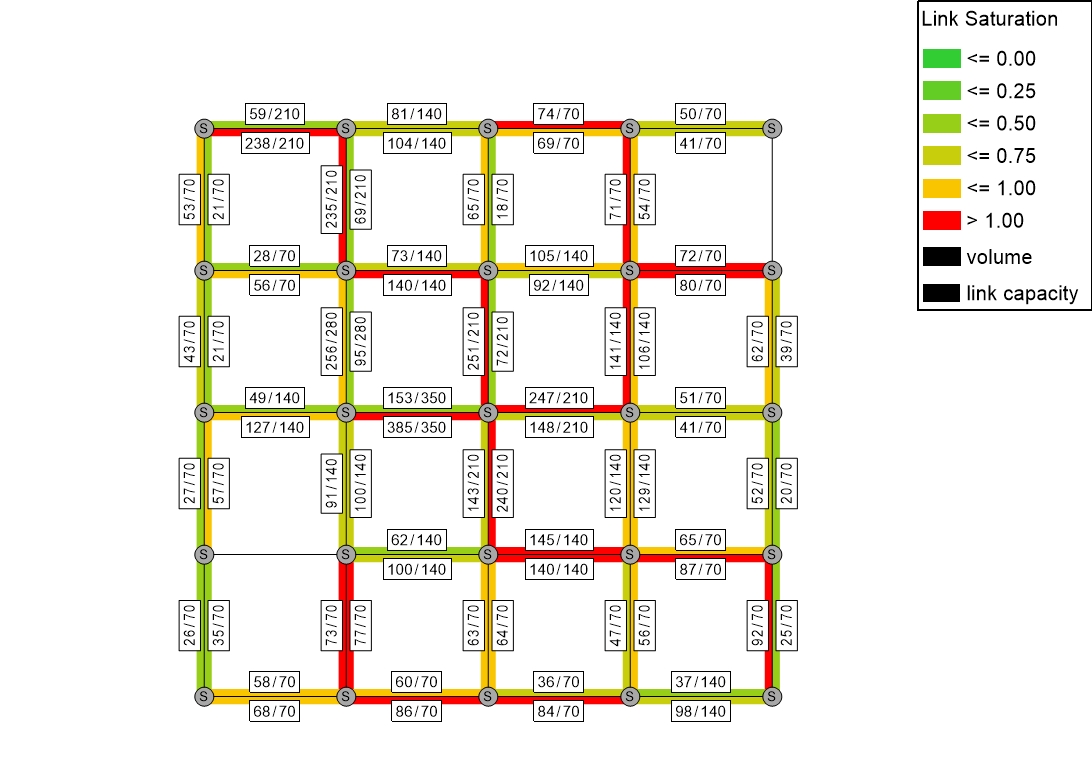 Link Saturation
<= 0.00
<= 0.25
<= 0.50
<= 0.75
<= 1.00
> 1.00
volume
link capacity
59/210
81/140
74/70
50/70
S
S
S
S
S
238/210
104/140
69/70
41/70
53/70
21/70
235/210
69/210
65/70
18/70
71/70
54/70
28/70
73/140
105/140
72/70
S
S
S
S
S
56/70
140/140
92/140
80/70
43/70
21/70
256/280
95/280
251/210
72/210
141/140
106/140
62/70
39/70
49/140
153/350
247/210
51/70
S
S
S
S
S
127/140
385/350
148/210
41/70
27/70
57/70
91/140
100/140
143/210
240/210
120/140
129/140
52/70
20/70
62/140
145/140
65/70
S
S
S
S
S
100/140
140/140
87/70
26/70
35/70
73/70
77/70
63/70
64/70
47/70
56/70
92/70
25/70
58/70
60/70
36/70
37/140
S
S
S
S
S
68/70
86/70
84/70
98/140